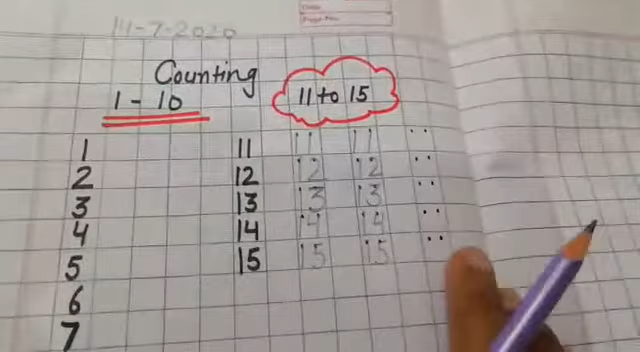 11-7-2020
Counting
1 - 10 11 to 15
1 11 11 11
2 12 12 12
3 13 13 13
4 14 14 14
5 15 15 15
6
7